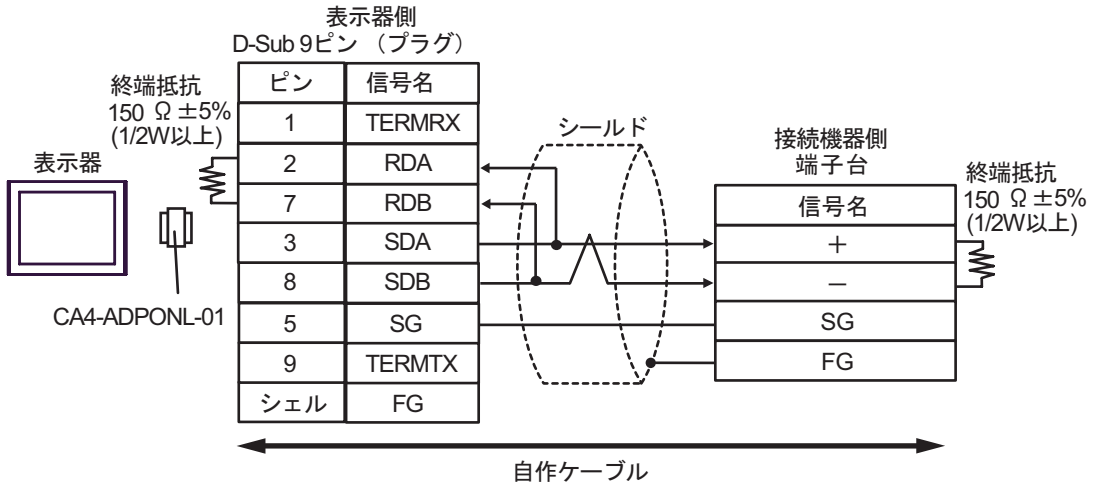 表示器側
D-Sub 9ピン （プラグ）
終端抵抗
150 Ω ±5%
(1/2W以上)
表示器
CA4-ADPONL-01
ピン 信号名
1 TERMRX
2 RDA
7 RDB
3 SDA
8 SDB
5 SG
9 TERMTX
シェル FG
シールド
接続機器側
端子台
信号名
＋
－
SG
FG
終端抵抗
150 Ω ±5%
(1/2W以上)
自作ケーブル